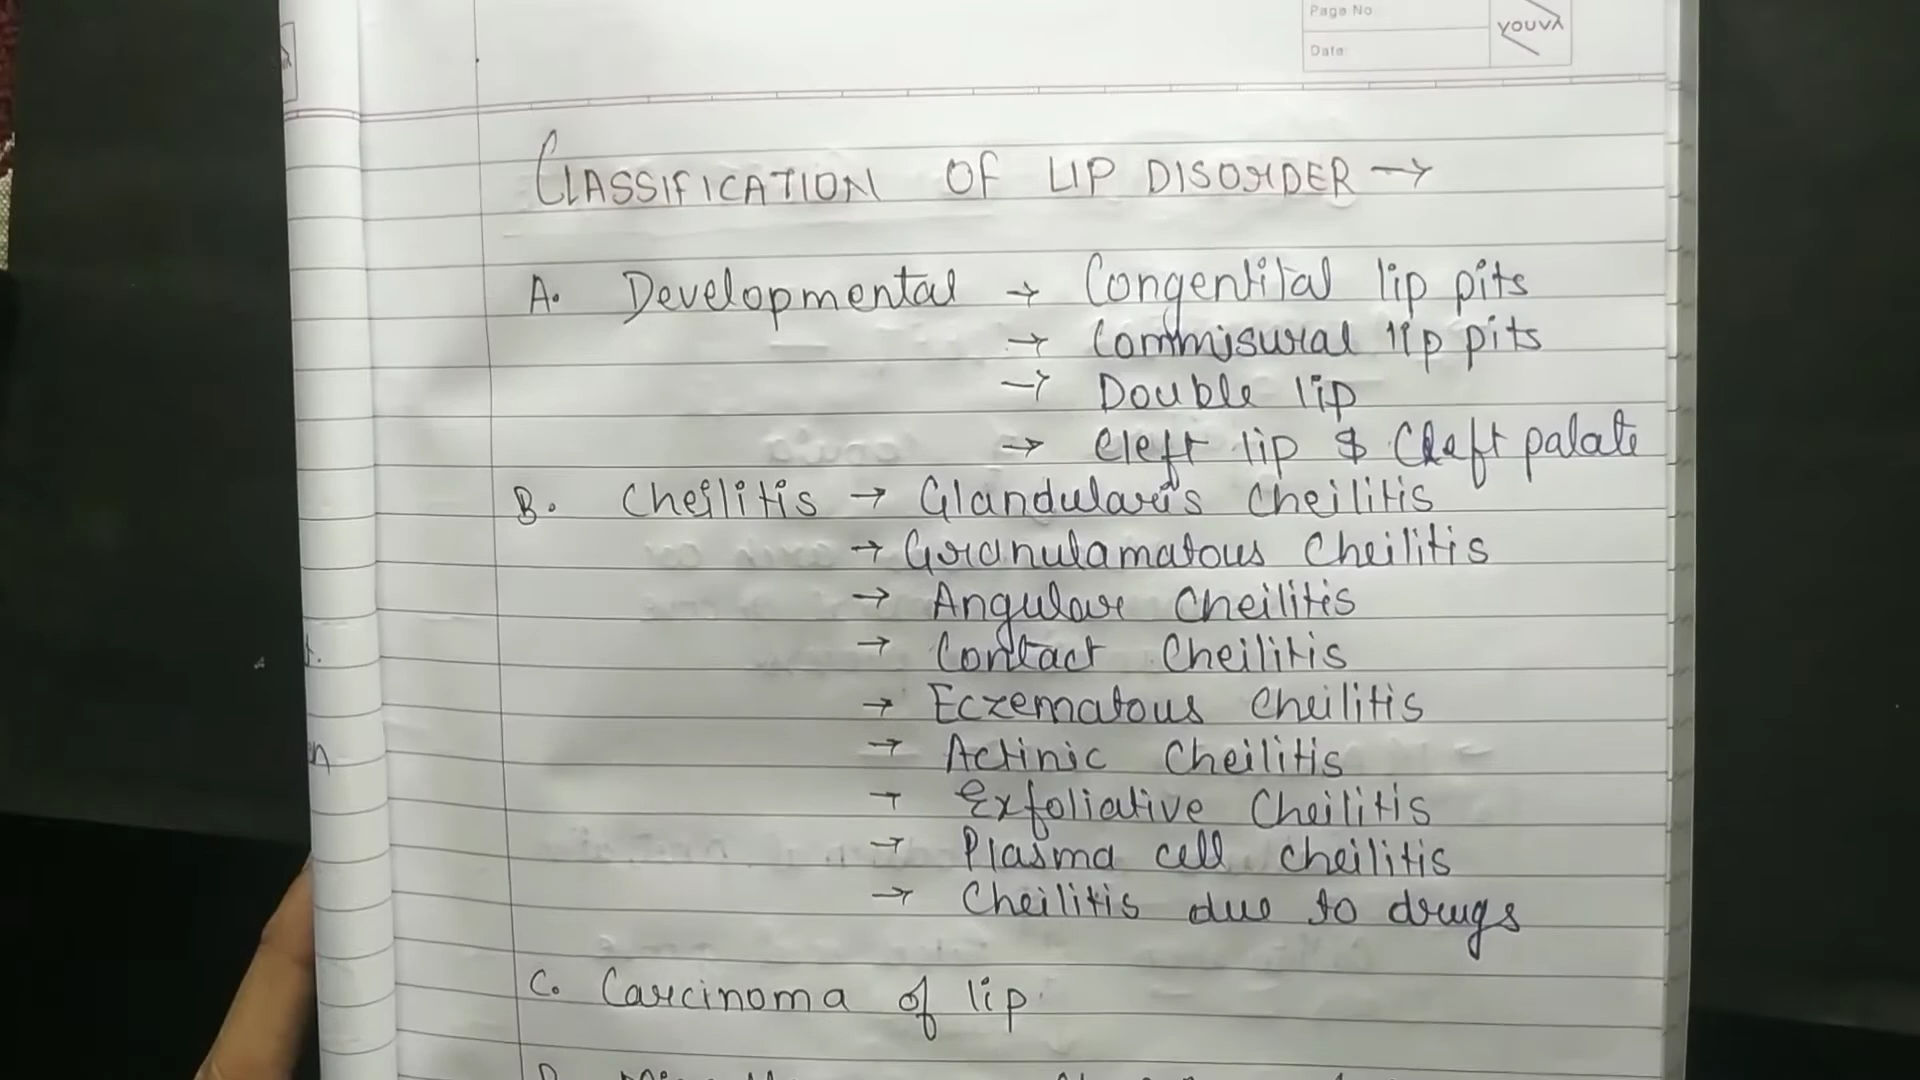 Page No
Date
YOUVA
CLASSIFICATION OF LIP DISORDER →
A. Developmental → Congentital lip pits
→ Commisural lip pits
→ Double lip
→ Cleft lip & Cleft palate
B. Cheilitis → Glandularis Cheilitis
→ Granulamatous Cheilitis
→ Angular Cheilitis
→ Contact Cheilitis
→ Eczematous Cheilitis
→ Actinic Cheilitis
→ Exfoliative Cheilitis
→ Plasma cell cheilitis
→ Cheilitis due to drugs
C. Carcinoma of lip